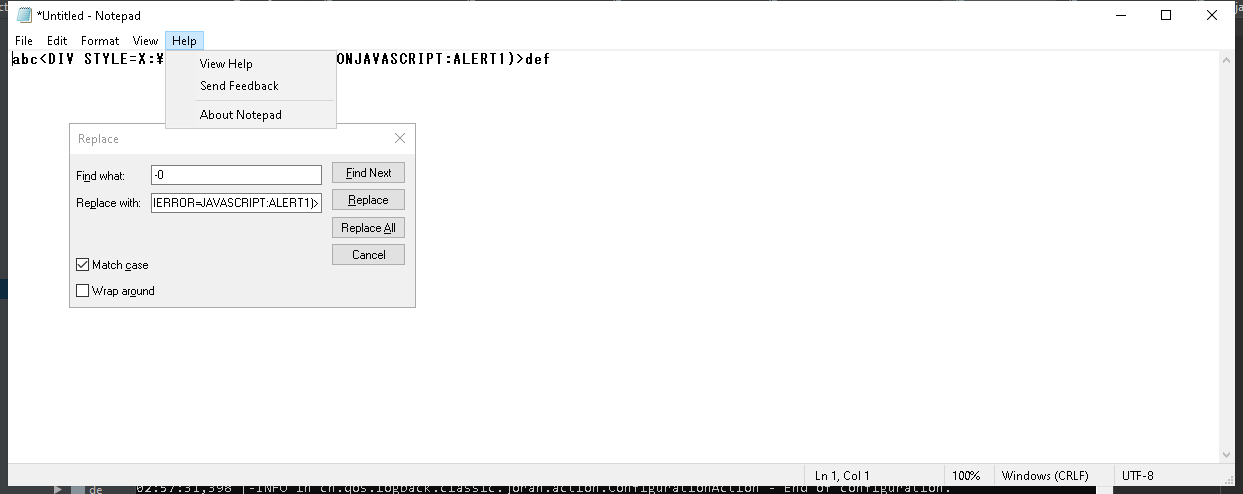 *Untitled - Notepad
File Edit Format View Help
abc<DIV STYLE=X:¥ ONJAVASCRIPT:ALERT1)>def
View Help
Send Feedback
About Notepad
Replace
Find what: -0
Find Next
Replace with: IERROR=JAVASCRIPT:ALERT1)>
Replace
Replace All
Cancel
Match case
Wrap around
Ln 1, Col 1 100% Windows (CRLF) UTF-8
de 02:57:31,398 |-INFO in ch.qos.logback.classic.joran.action.ConfigurationAction - End of configuration.